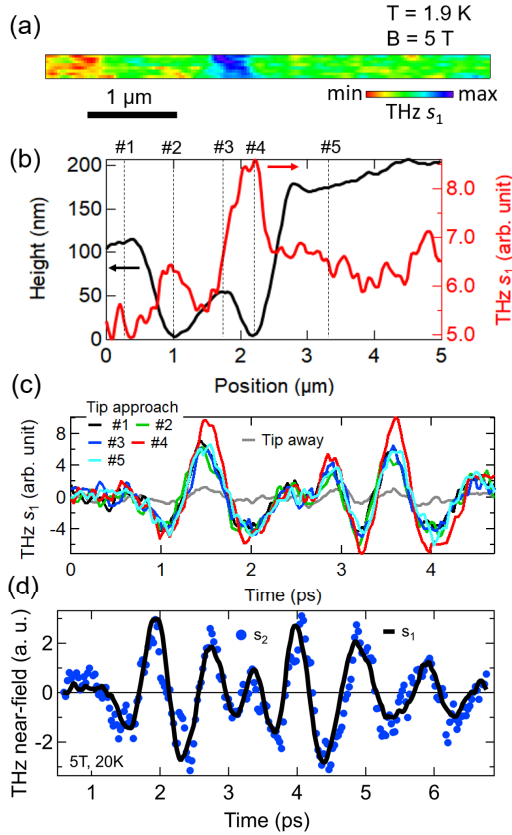 (a)
T = 1.9 K
B = 5 T
min max
THz s1
1 µm
#1 #2 #3 #4 #5
(b)
200
150
100
50
0
Height (nm)
8.0
7.0
6.0
5.0
THz s1 (arb. unit)
0 1 2 3 4 5
Position (µm)
(c)
Tip approach
#1 #2
#3 #4
#5
Tip away
8
4
0
-4
THz s1 (arb. unit)
0 1 2 3 4
Time (ps)
(d)
s2 s1
2
0
-2
THz near-field (a. u.)
5T, 20K
1 2 3 4 5 6
Time (ps)